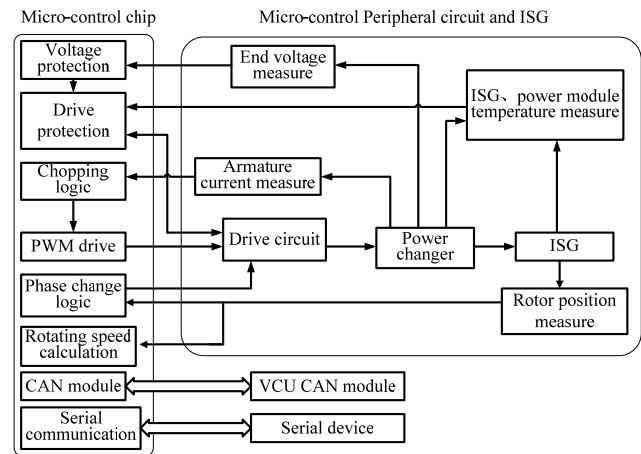 Micro-control chip
Micro-control Peripheral circuit and ISG
Voltage
protection
End voltage
measure
Drive
protection
ISG、power module
temperature measure
Chopping
logic
Armature
current measure
PWM drive
Drive circuit
Power
changer
ISG
Phase change
logic
Rotor position
measure
Rotating speed
calculation
CAN module
VCU CAN module
Serial
communication
Serial device